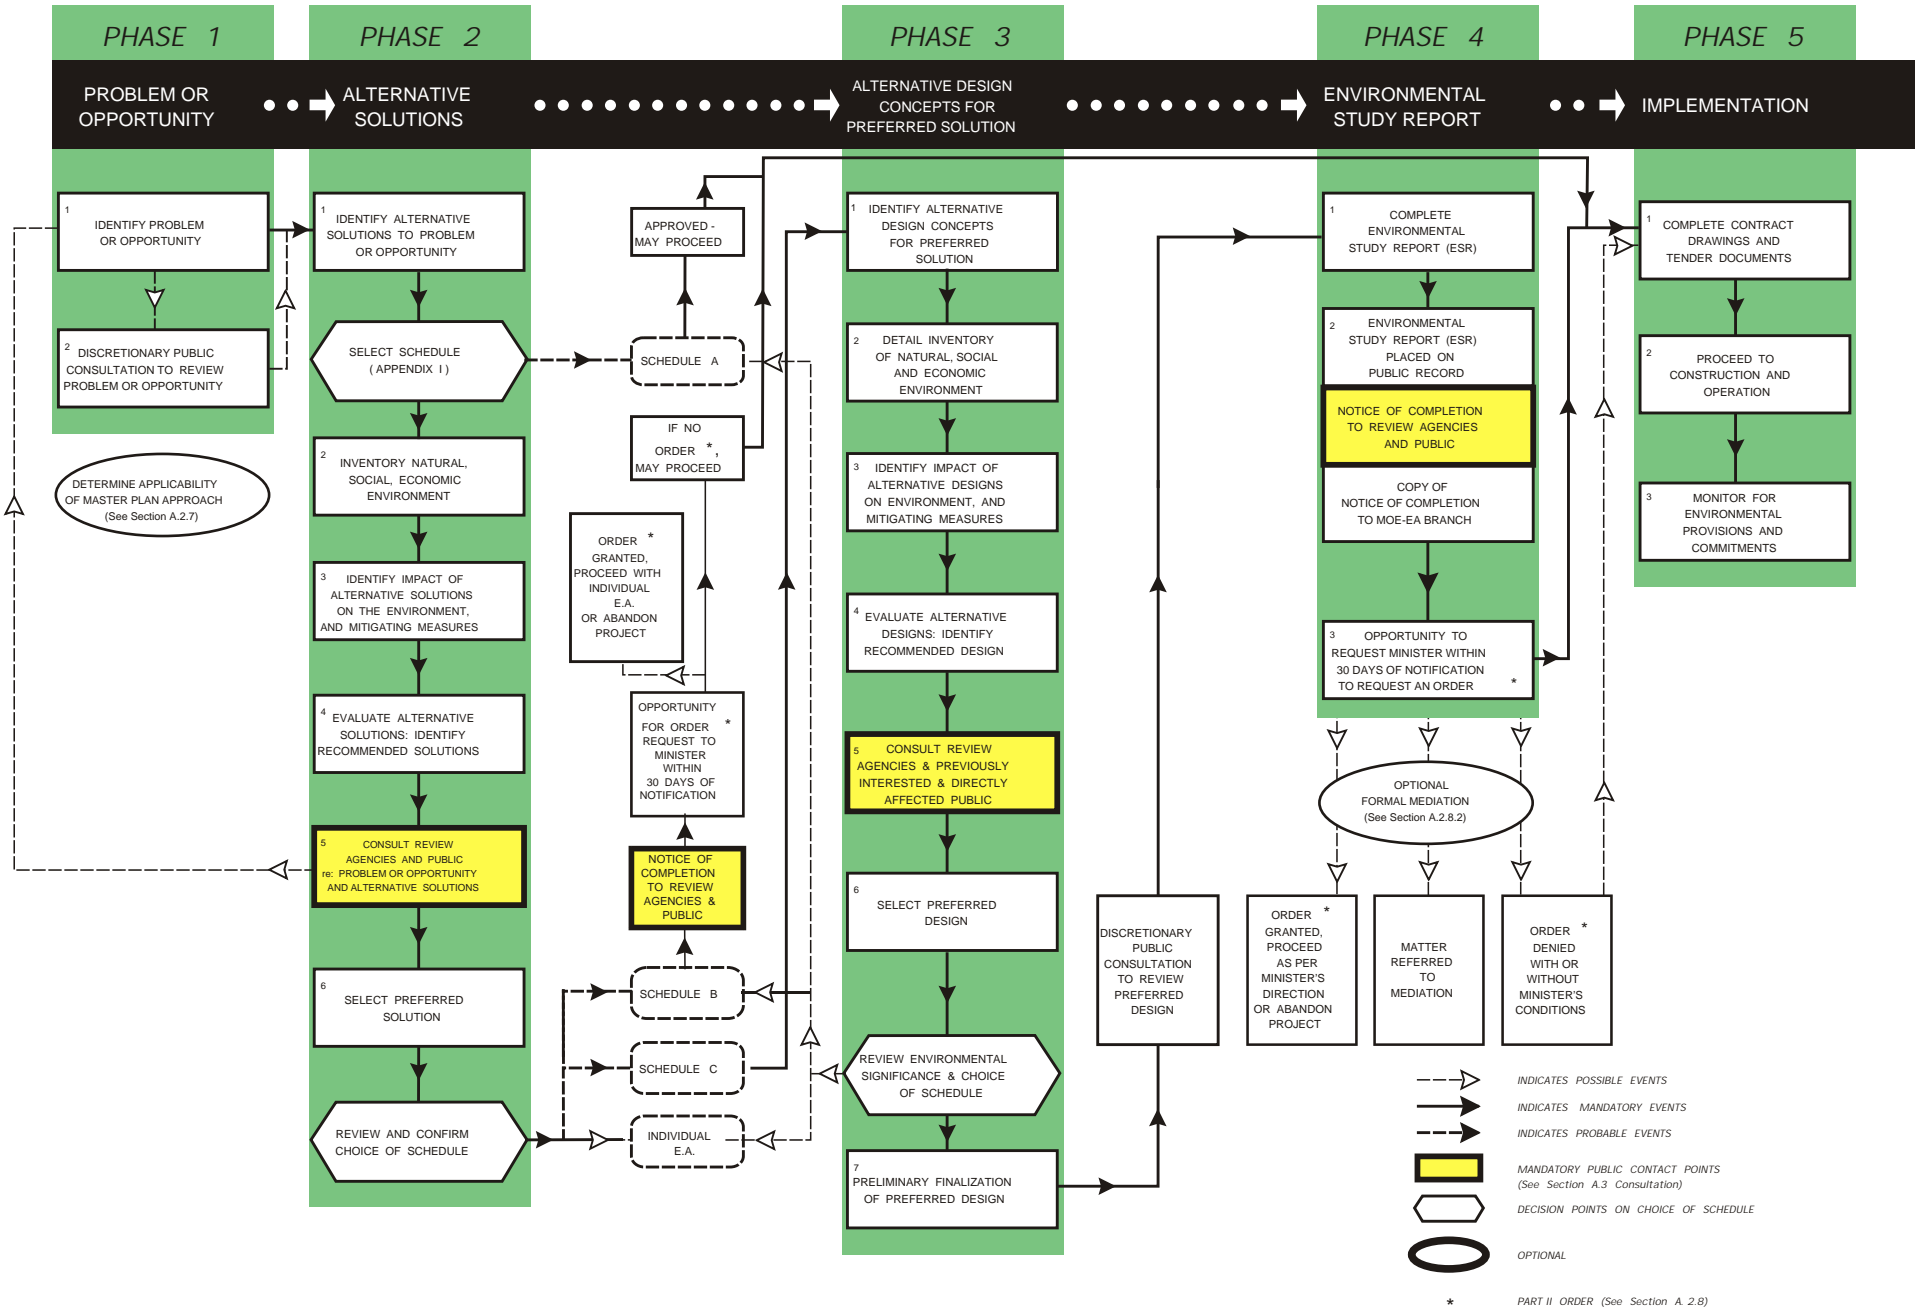 PHASE 1
PHASE 2
PHASE 3
PHASE 4
PHASE 5
PROBLEM OR
OPPORTUNITY
ALTERNATIVE
SOLUTIONS
ALTERNATIVE DESIGN
CONCEPTS FOR
PREFERRED SOLUTION
ENVIRONMENTAL
STUDY REPORT
IMPLEMENTATION
1
IDENTIFY PROBLEM
OR OPPORTUNITY
2
DISCRETIONARY PUBLIC
CONSULTATION TO REVIEW
PROBLEM OR OPPORTUNITY
DETERMINE APPLICABILITY
OF MASTER PLAN APPROACH
(See Section A.2.7)
1
IDENTIFY ALTERNATIVE
SOLUTIONS TO PROBLEM
OR OPPORTUNITY
SELECT SCHEDULE
( APPENDIX I )
2
INVENTORY NATURAL,
SOCIAL, ECONOMIC
ENVIRONMENT
3
IDENTIFY IMPACT OF
ALTERNATIVE SOLUTIONS
ON THE ENVIRONMENT,
AND MITIGATING MEASURES
4
EVALUATE ALTERNATIVE
SOLUTIONS: IDENTIFY
RECOMMENDED SOLUTIONS
5
CONSULT REVIEW
AGENCIES AND PUBLIC
re: PROBLEM OR OPPORTUNITY
AND ALTERNATIVE SOLUTIONS
6
SELECT PREFERRED
SOLUTION
REVIEW AND CONFIRM
CHOICE OF SCHEDULE
APPROVED -
MAY PROCEED
SCHEDULE A
IF NO
ORDER *,
MAY PROCEED
ORDER *
GRANTED,
PROCEED WITH
INDIVIDUAL
E.A.
OR ABANDON
PROJECT
OPPORTUNITY
FOR ORDER *
REQUEST TO
MINISTER
WITHIN
30 DAYS OF
NOTIFICATION
NOTICE OF
COMPLETION
TO REVIEW
AGENCIES &
PUBLIC
SCHEDULE B
SCHEDULE C
INDIVIDUAL
E.A.
1
IDENTIFY ALTERNATIVE
DESIGN CONCEPTS
FOR PREFERRED
SOLUTION
2
DETAIL INVENTORY
OF NATURAL, SOCIAL
AND ECONOMIC
ENVIRONMENT
3
IDENTIFY IMPACT OF
ALTERNATIVE DESIGNS
ON ENVIRONMENT, AND
MITIGATING MEASURES
4
EVALUATE ALTERNATIVE
DESIGNS: IDENTIFY
RECOMMENDED DESIGN
5
CONSULT REVIEW
AGENCIES & PREVIOUSLY
INTERESTED & DIRECTLY
AFFECTED PUBLIC
6
SELECT PREFERRED
DESIGN
REVIEW ENVIRONMENTAL
SIGNIFICANCE & CHOICE
OF SCHEDULE
7
PRELIMINARY FINALIZATION
OF PREFERRED DESIGN
DISCRETIONARY
PUBLIC
CONSULTATION
TO REVIEW
PREFERRED
DESIGN
1
COMPLETE
ENVIRONMENTAL
STUDY REPORT (ESR)
2
ENVIRONMENTAL
STUDY REPORT (ESR)
PLACED ON
PUBLIC RECORD
NOTICE OF COMPLETION
TO REVIEW AGENCIES
AND PUBLIC
COPY OF
NOTICE OF COMPLETION
TO MOE-EA BRANCH
3
OPPORTUNITY TO
REQUEST MINISTER WITHIN
30 DAYS OF NOTIFICATION
TO REQUEST AN ORDER *
OPTIONAL
FORMAL MEDIATION
(See Section A.2.8.2)
ORDER *
GRANTED,
PROCEED
AS PER
MINISTER'S
DIRECTION
OR ABANDON
PROJECT
MATTER
REFERRED
TO
MEDIATION
ORDER *
DENIED
WITH OR
WITHOUT
MINISTER'S
CONDITIONS
1
COMPLETE CONTRACT
DRAWINGS AND
TENDER DOCUMENTS
2
PROCEED TO
CONSTRUCTION AND
OPERATION
3
MONITOR FOR
ENVIRONMENTAL
PROVISIONS AND
COMMITMENTS
INDICATES POSSIBLE EVENTS
INDICATES MANDATORY EVENTS
INDICATES PROBABLE EVENTS
MANDATORY PUBLIC CONTACT POINTS
(See Section A.3 Consultation)
DECISION POINTS ON CHOICE OF SCHEDULE
OPTIONAL
* PART II ORDER (See Section A. 2.8)